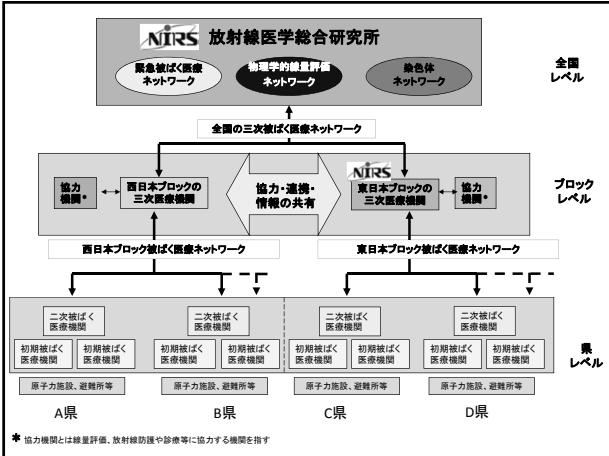 NIRS 放射線医学総合研究所
緊急被ばく医療
ネットワーク
物理学的線量評価
ネットワーク
染色体
ネットワーク
全国
レベル
全国の三次被ばく医療ネットワーク
協力
機関*
西日本ブロックの
三次医療機関
協力・連携・
情報の共有
NIRS
東日本ブロックの
三次医療機関
協力
機関*
ブロック
レベル
西日本ブロック被ばく医療ネットワーク
東日本ブロック被ばく医療ネットワーク
二次被ばく
医療機関
初期被ばく
医療機関
初期被ばく
医療機関
原子力施設、避難所等
A県
二次被ばく
医療機関
初期被ばく
医療機関
初期被ばく
医療機関
原子力施設、避難所等
B県
二次被ばく
医療機関
初期被ばく
医療機関
初期被ばく
医療機関
原子力施設、避難所等
C県
二次被ばく
医療機関
初期被ばく
医療機関
初期被ばく
医療機関
原子力施設、避難所等
D県
県
レベル
* 協力機関とは線量評価、放射線防護や診療等に協力する機関を指す